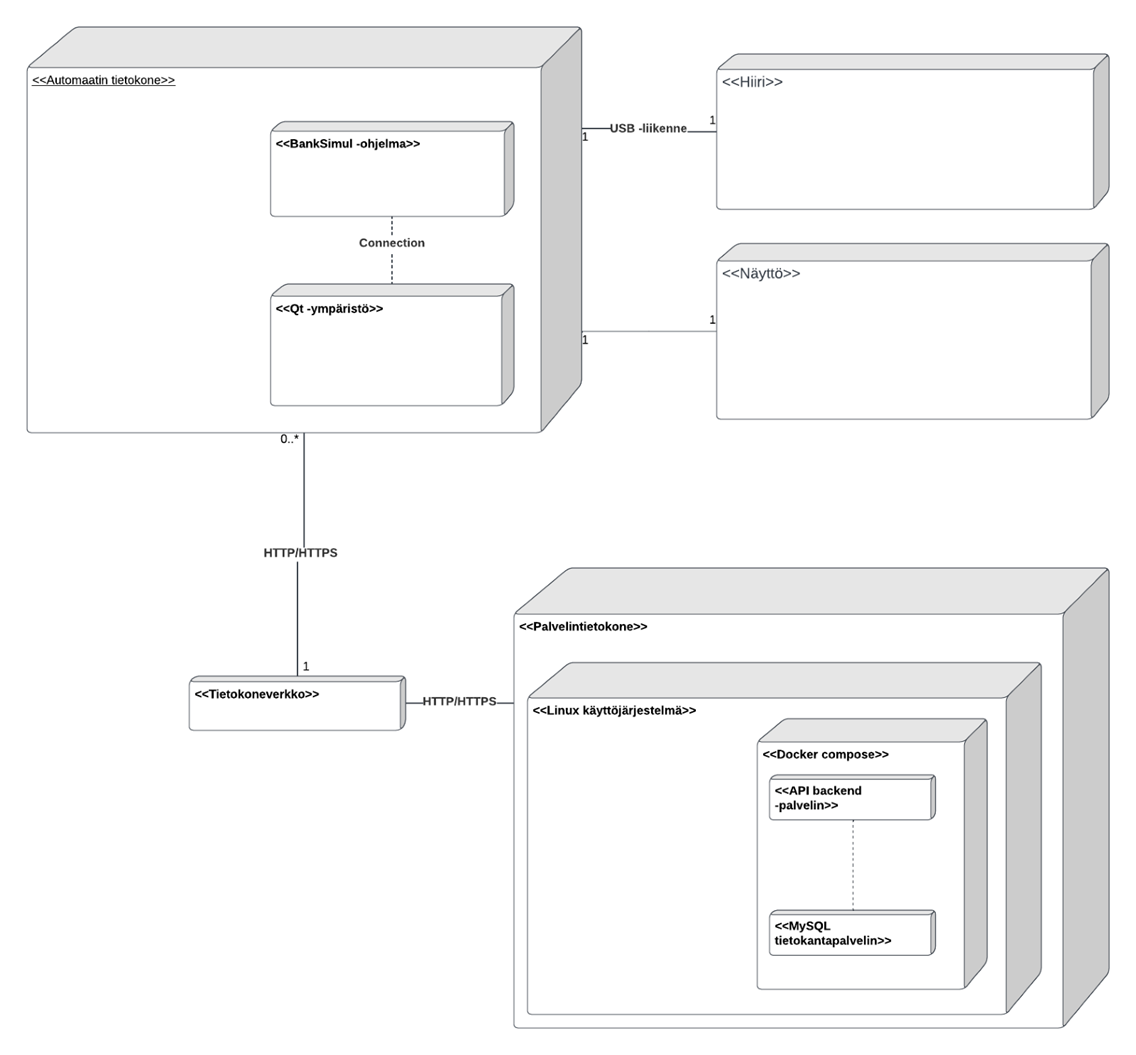 <<Automaatin tietokone>>
<<BankSimul -ohjelma>>
Connection
<<Qt -ympäristö>>
1
USB -liikenne
1
<<Hiiri>>
1
1
<<Näyttö>>
0..*
HTTP/HTTPS
1
<<Tietokoneverkko>>
HTTP/HTTPS
<<Palvelintietokone>>
<<Linux käyttöjärjestelmä>>
<<Docker compose>>
<<API backend
-palvelin>>
<<MySQL
tietokantapalvelin>>